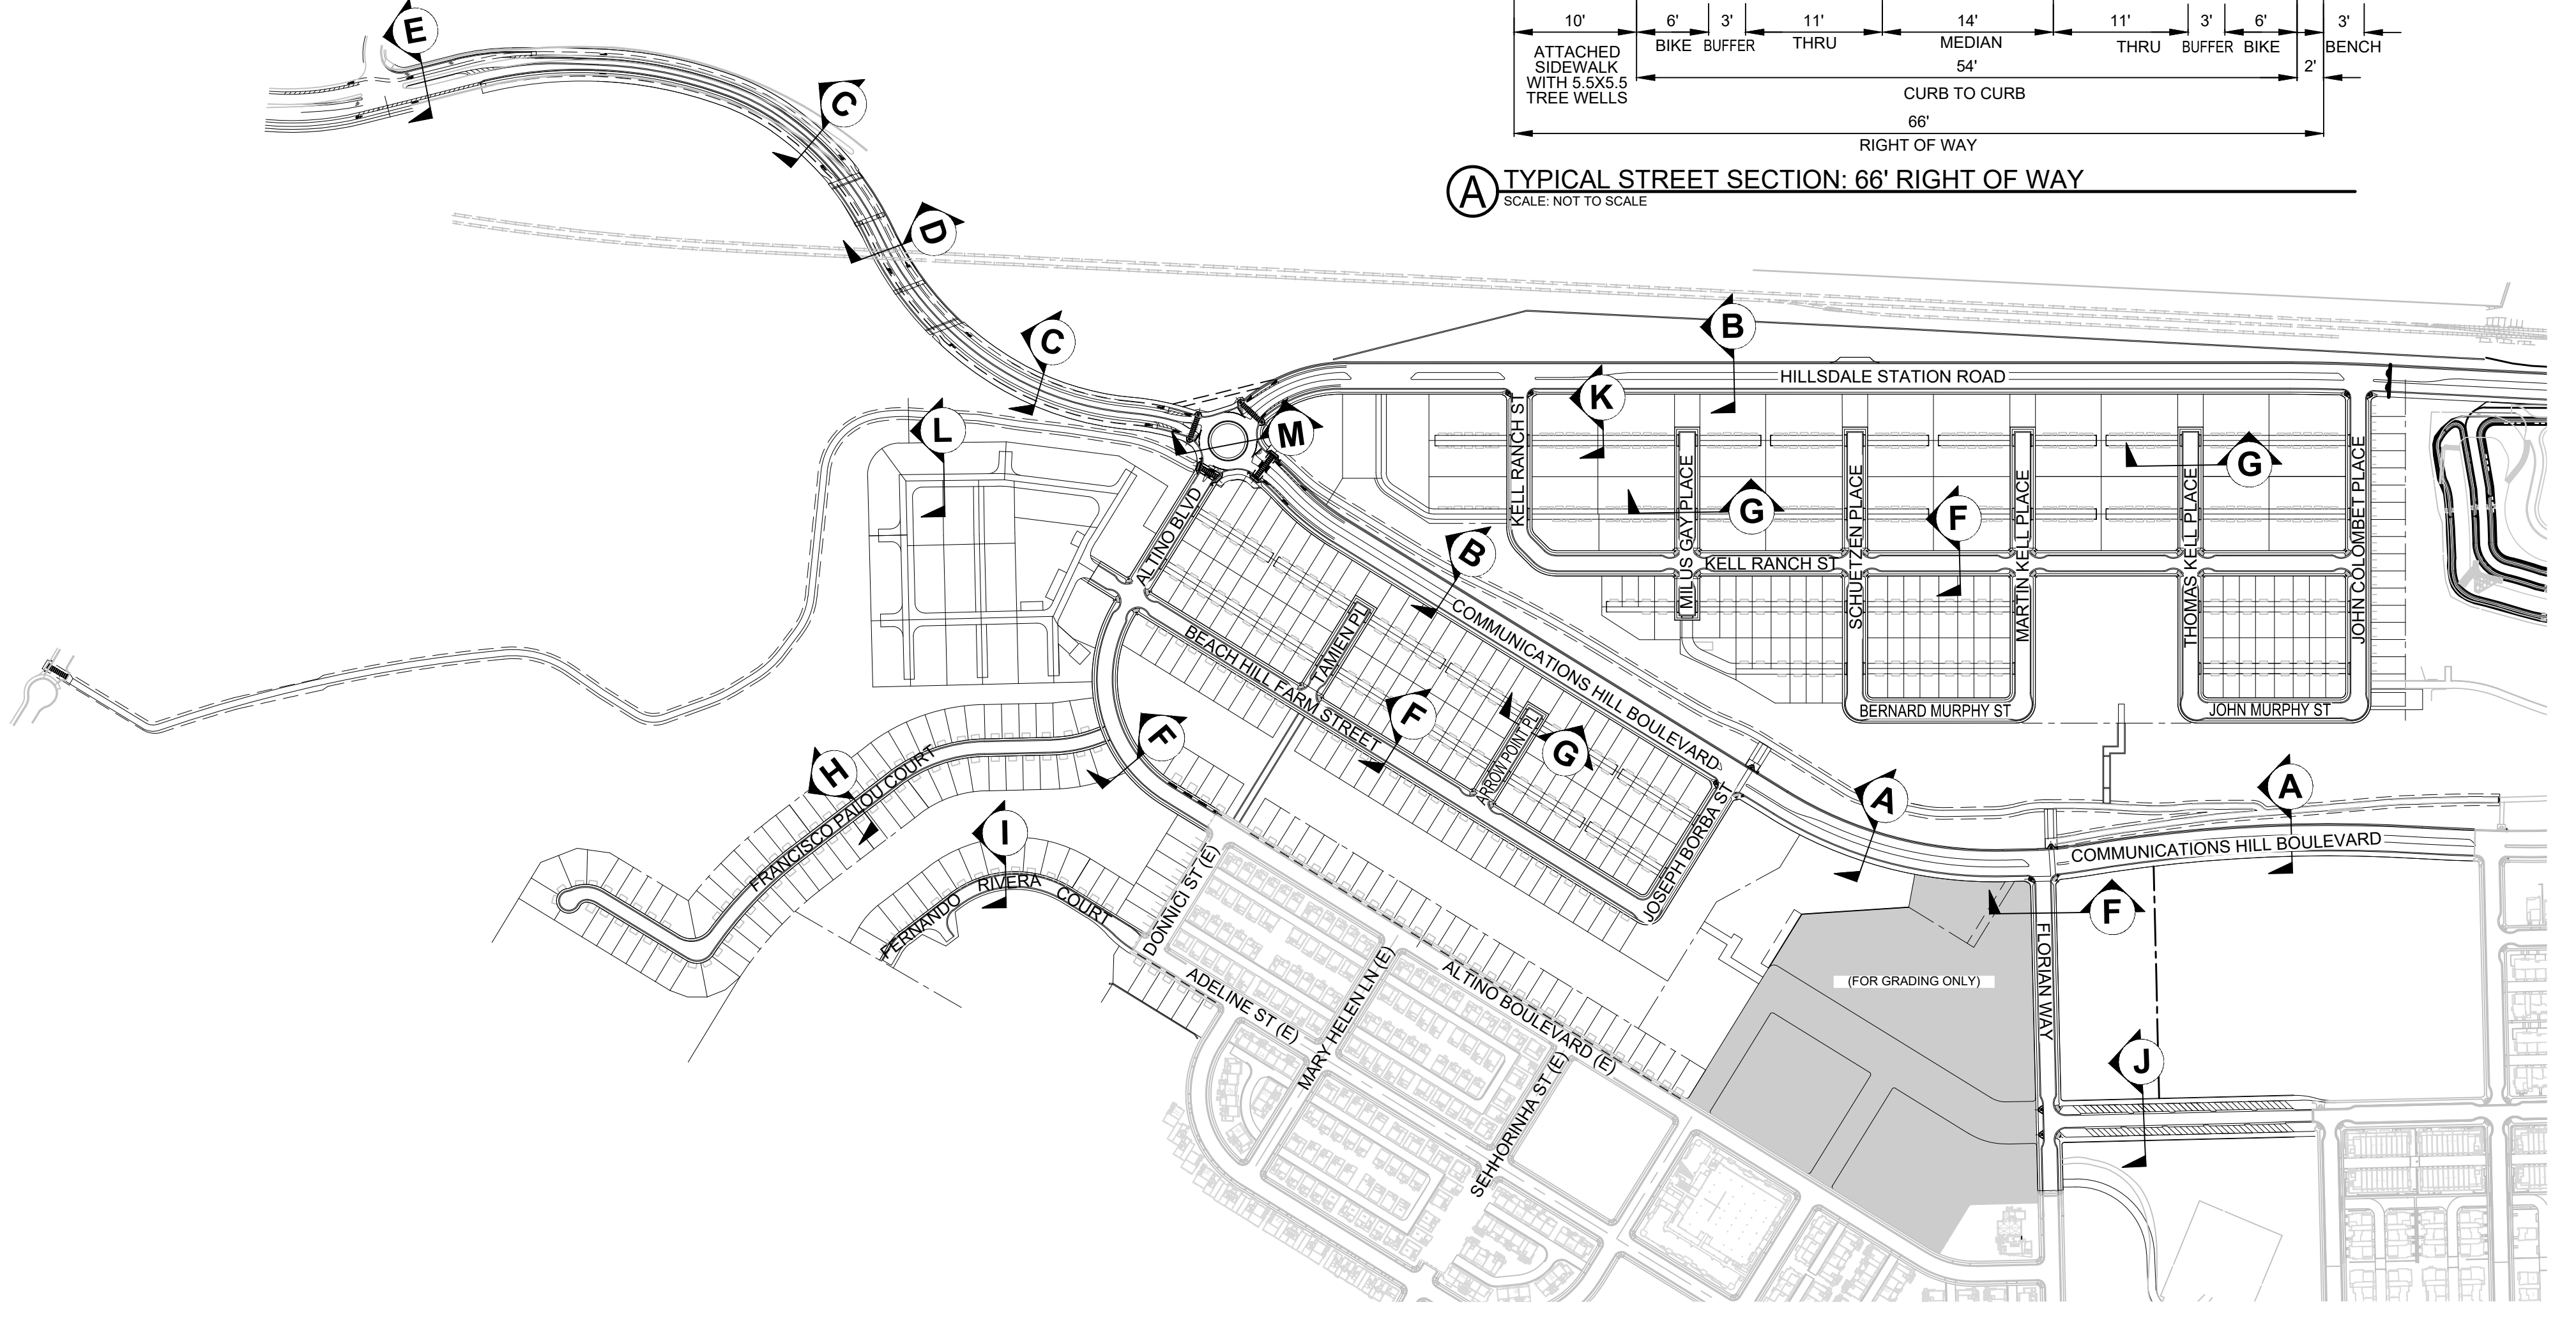 10' 6' 3' 11' 14' 11' 3' 6' 3'
BIKE BUFFER THRU MEDIAN THRU BUFFER BIKE BENCH
ATTACHED
SIDEWALK
WITH 5.5X5.5
TREE WELLS
54'
2'
CURB TO CURB
66'
RIGHT OF WAY
A TYPICAL STREET SECTION: 66' RIGHT OF WAY
SCALE: NOT TO SCALE
E
C
D
C
B
HILLSDALE STATION ROAD
K
L
M
KELL RANCH ST
G
G
F
MILUS GAY PLACE
SCHUETZEN PLACE
MARTIN KELL PLACE
THOMAS KELL PLACE
JOHN COLOMBET PLACE
ALTINO BLVD
B
KELL RANCH ST
COMMUNICATIONS HILL BOULEVARD
TAMIEN PL
BEACH HILL FARM STREET
F
ARROW POINT PL
G
BERNARD MURPHY ST
JOHN MURPHY ST
F
H
FRANCISCO PALOU COURT
I
FERNANDO RIVERA COURT
JOSEPH BORBA ST
A
A
COMMUNICATIONS HILL BOULEVARD
DONNICI ST (E)
F
FLORIAN WAY
(FOR GRADING ONLY)
ADELINE ST (E)
MARY HELEN LN (E)
ALTINO BOULEVARD (E)
SEHHORINHA ST (E)
J